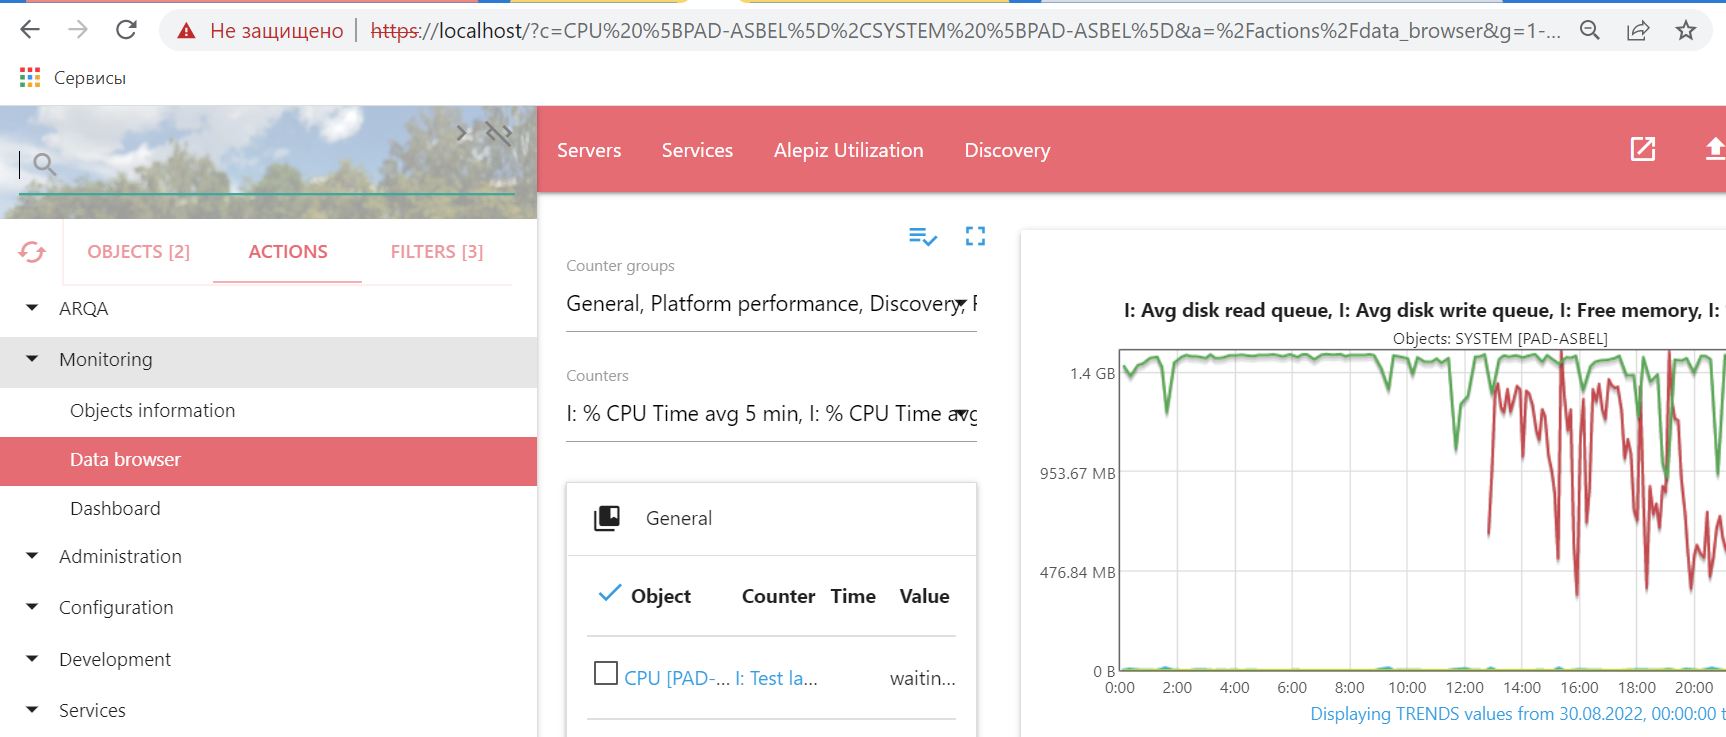 Не защищено | https://localhost/?c=CPU%20%5BPAD-ASBEL%5D%2CSYSTEM%20%5BPAD-ASBEL%5D&a=%2Factions%2Fdata_browser&g=1-...
Сервисы
Servers Services Alepiz Utilization Discovery
OBJECTS [2] ACTIONS FILTERS [3]
ARQA
Monitoring
Objects information
Data browser
Dashboard
Administration
Configuration
Development
Services
Counter groups
General, Platform performance, Discovery,
Counters
I: % CPU Time avg 5 min, I: % CPU Time avg
General
Object Counter Time Value
CPU [PAD-... I: Test la... waitin...
I: Avg disk read queue, I: Avg disk write queue, I: Free memory, I:
Objects: SYSTEM [PAD-ASBEL]
1.4 GB
953.67 MB
476.84 MB
0 B
0:00 2:00 4:00 6:00 8:00 10:00 12:00 14:00 16:00 18:00 20:00
Displaying TRENDS values from 30.08.2022, 00:00:00 t